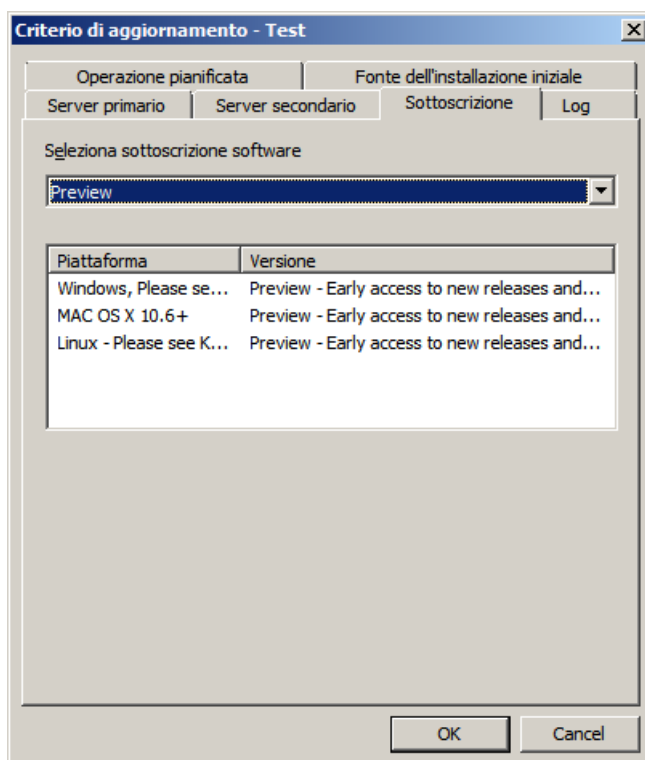 Criterio di aggiornamento - Test
Operazione pianificata Fonte dell'installazione iniziale
Server primario Server secondario Sottoscrizione Log
Seleziona sottoscrizione software
Preview
Piattaforma Versione
Windows, Please se... Preview - Early access to new releases and...
MAC OS X 10.6+ Preview - Early access to new releases and...
Linux - Please see K... Preview - Early access to new releases and...
OK Cancel